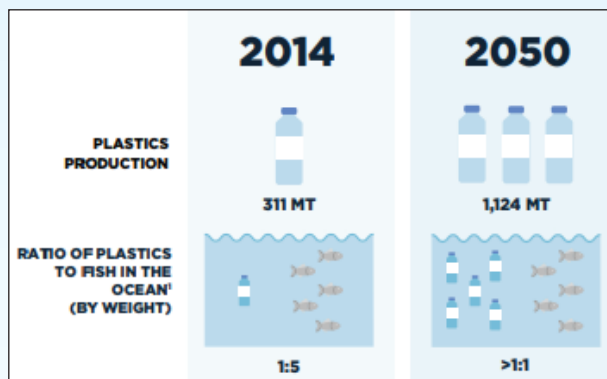 2014
2050
PLASTICS
PRODUCTION
311 MT
1,124 MT
RATIO OF PLASTICS
TO FISH IN THE
OCEAN¹
(BY WEIGHT)
1:5
>1:1